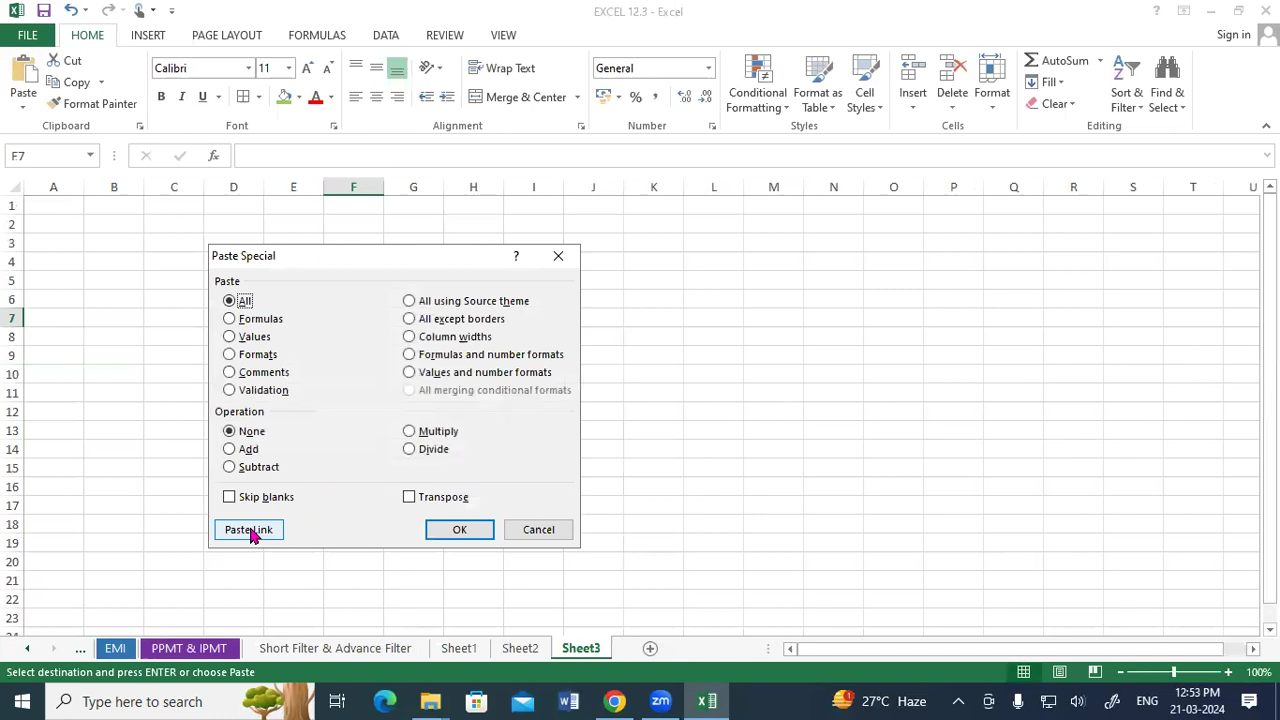 EXCEL 12.3 - Excel
?
FILE HOME INSERT PAGE LAYOUT FORMULAS DATA REVIEW VIEW Sign in
Paste Cut Copy Format Painter Clipboard
Calibri 11 A A B I U A Font
Wrap Text Merge & Center Alignment
General % , Number
Conditional Formatting Format as Table Cell Styles Styles
Insert Delete Format Cells
AutoSum Fill Clear Sort & Filter Find & Select Editing
F7 fx
A B C D E F G H I J K L M N O P Q R S T U
1
2
3
4
5
6
7
8
9
10
11
12
13
14
15
16
17
18
19
20
21
22
23
Paste Special ?
Paste
All All using Source theme
Formulas All except borders
Values Column widths
Formats Formulas and number formats
Comments Values and number formats
Validation All merging conditional formats
Operation
None Multiply
Add Divide
Subtract
Skip blanks Transpose
Paste Link OK Cancel
... EMI PPMT & IPMT Short Filter & Advance Filter Sheet1 Sheet2 Sheet3
Select destination and press ENTER or choose Paste 100%
Type here to search zm 27°C Haze ENG 12:53 PM
21-03-2024